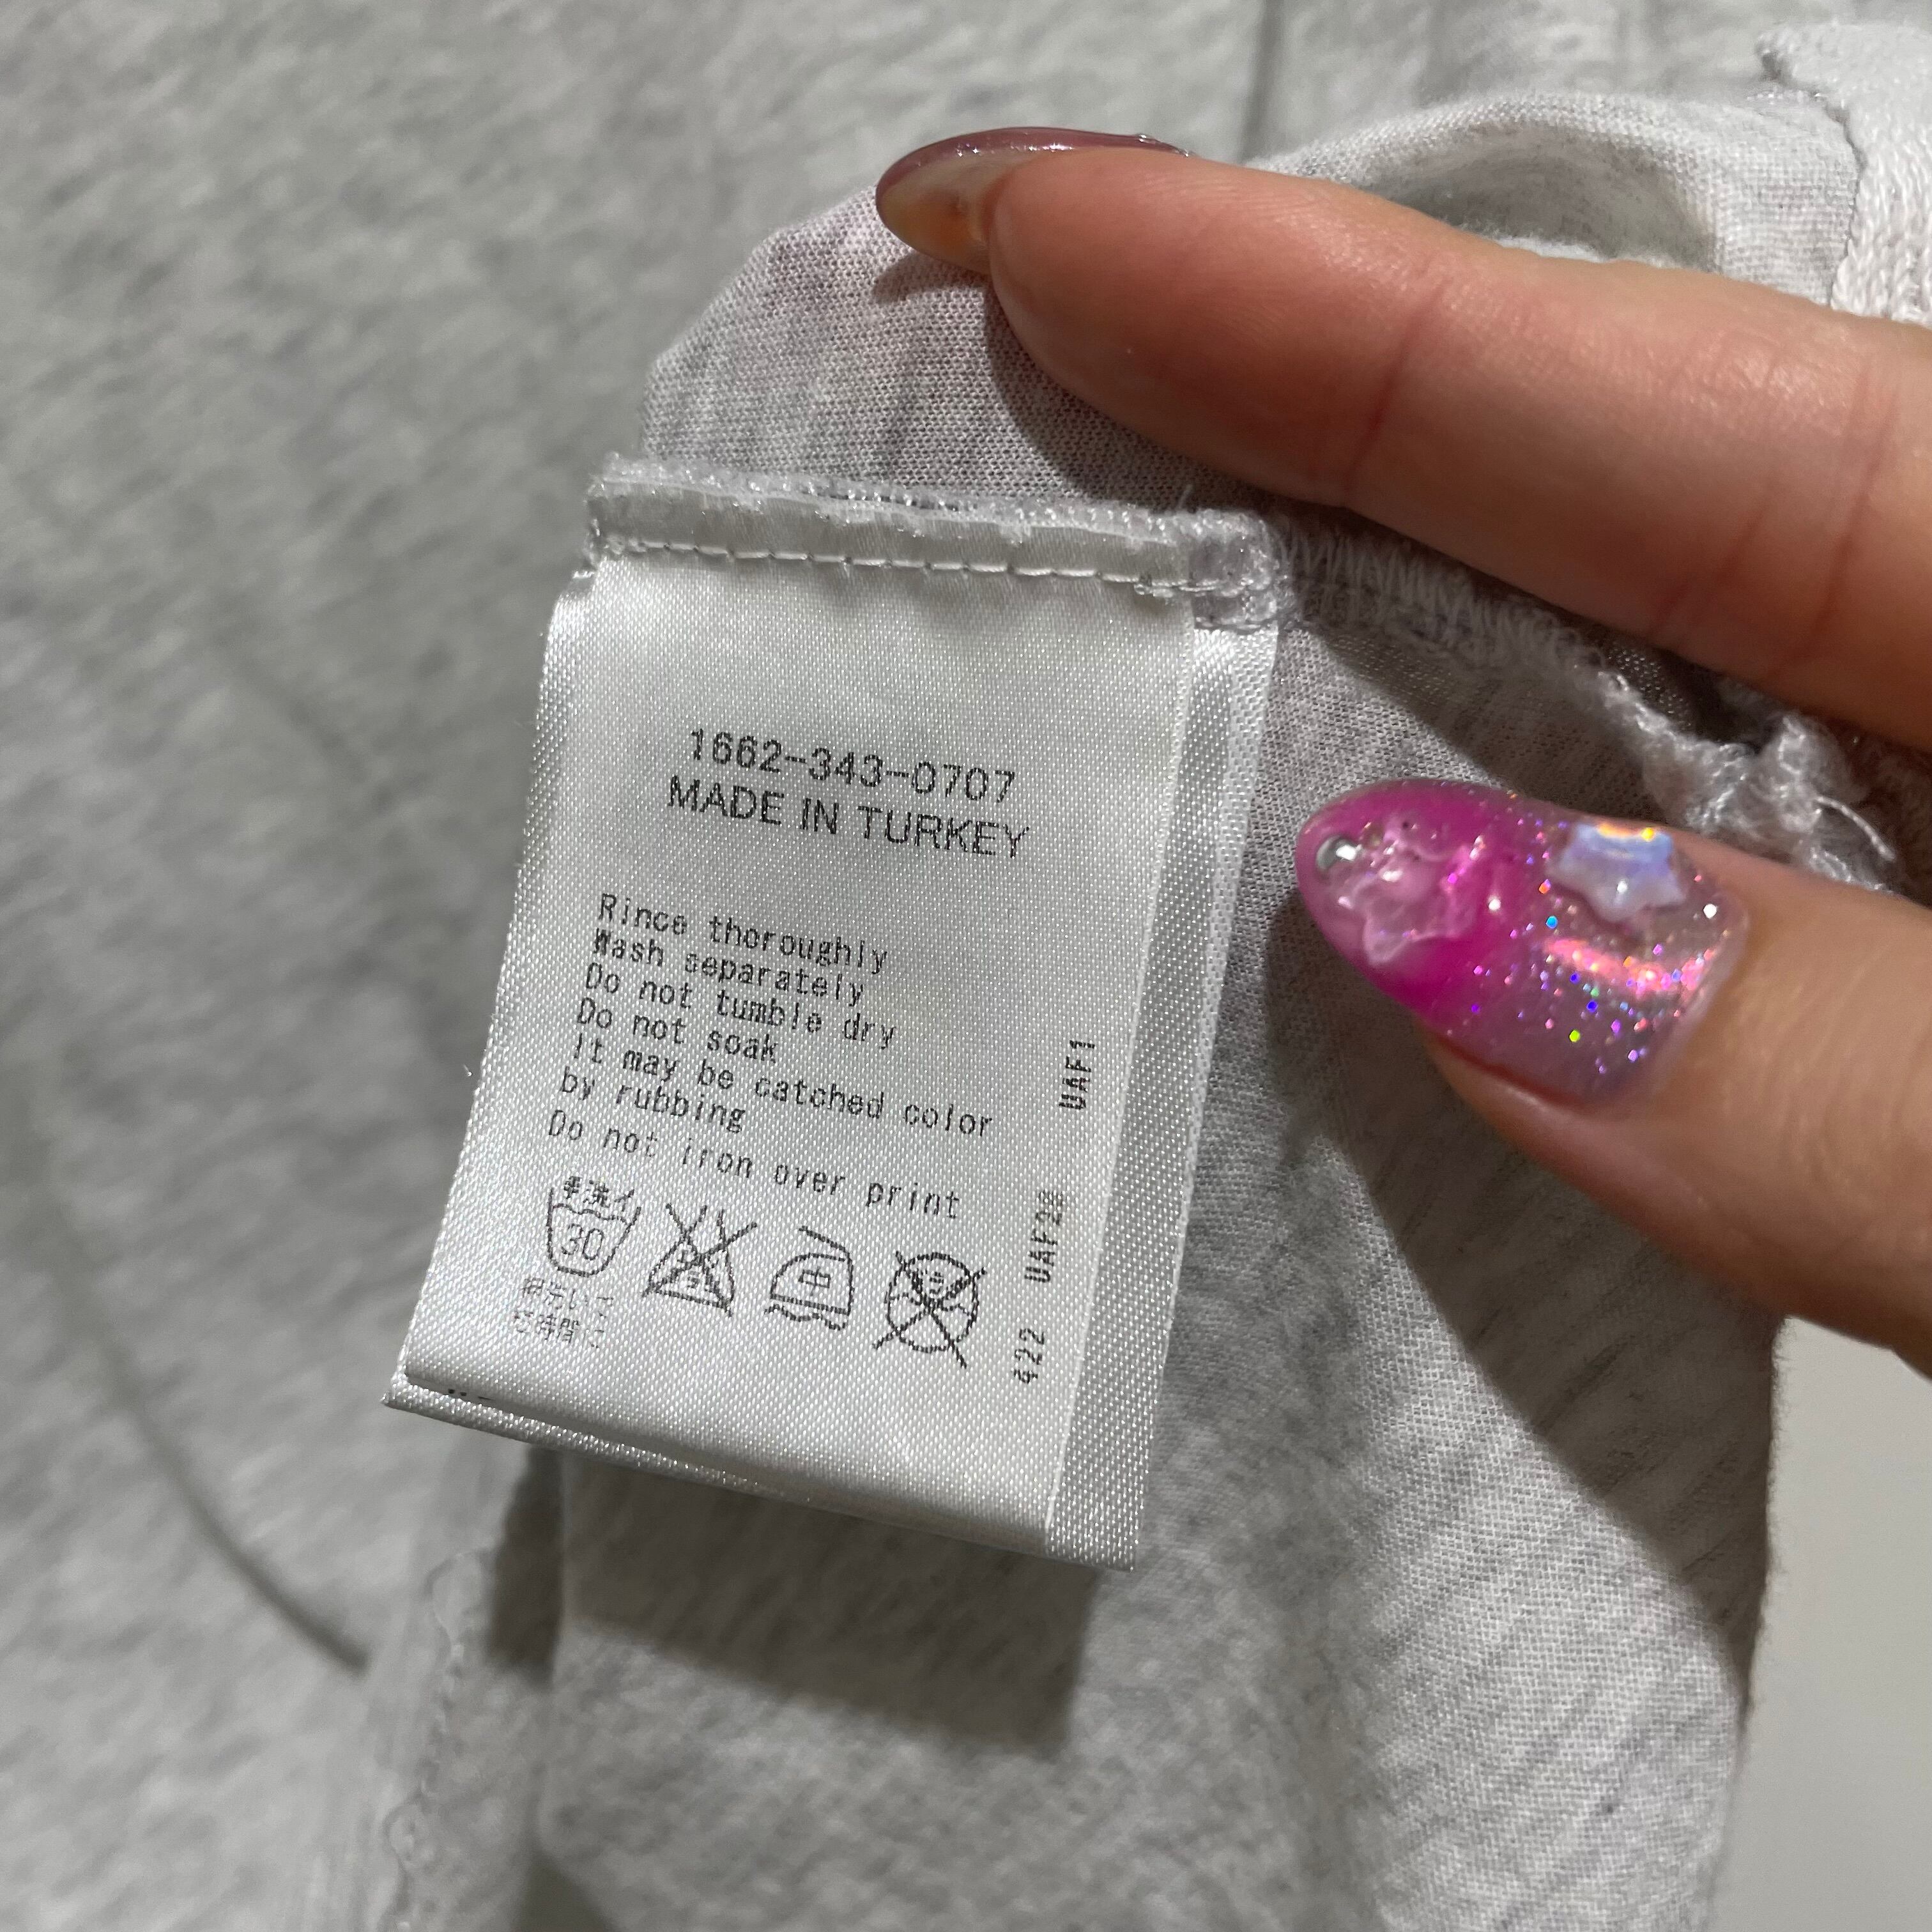 1662-343-0707
MADE IN TURKEY
Rince thoroughly
Wash separately
Do not tumble dry
Do not soak
It may be catched color
by rubbing
Do not iron over print
手洗イ
30
中
UAF1
422